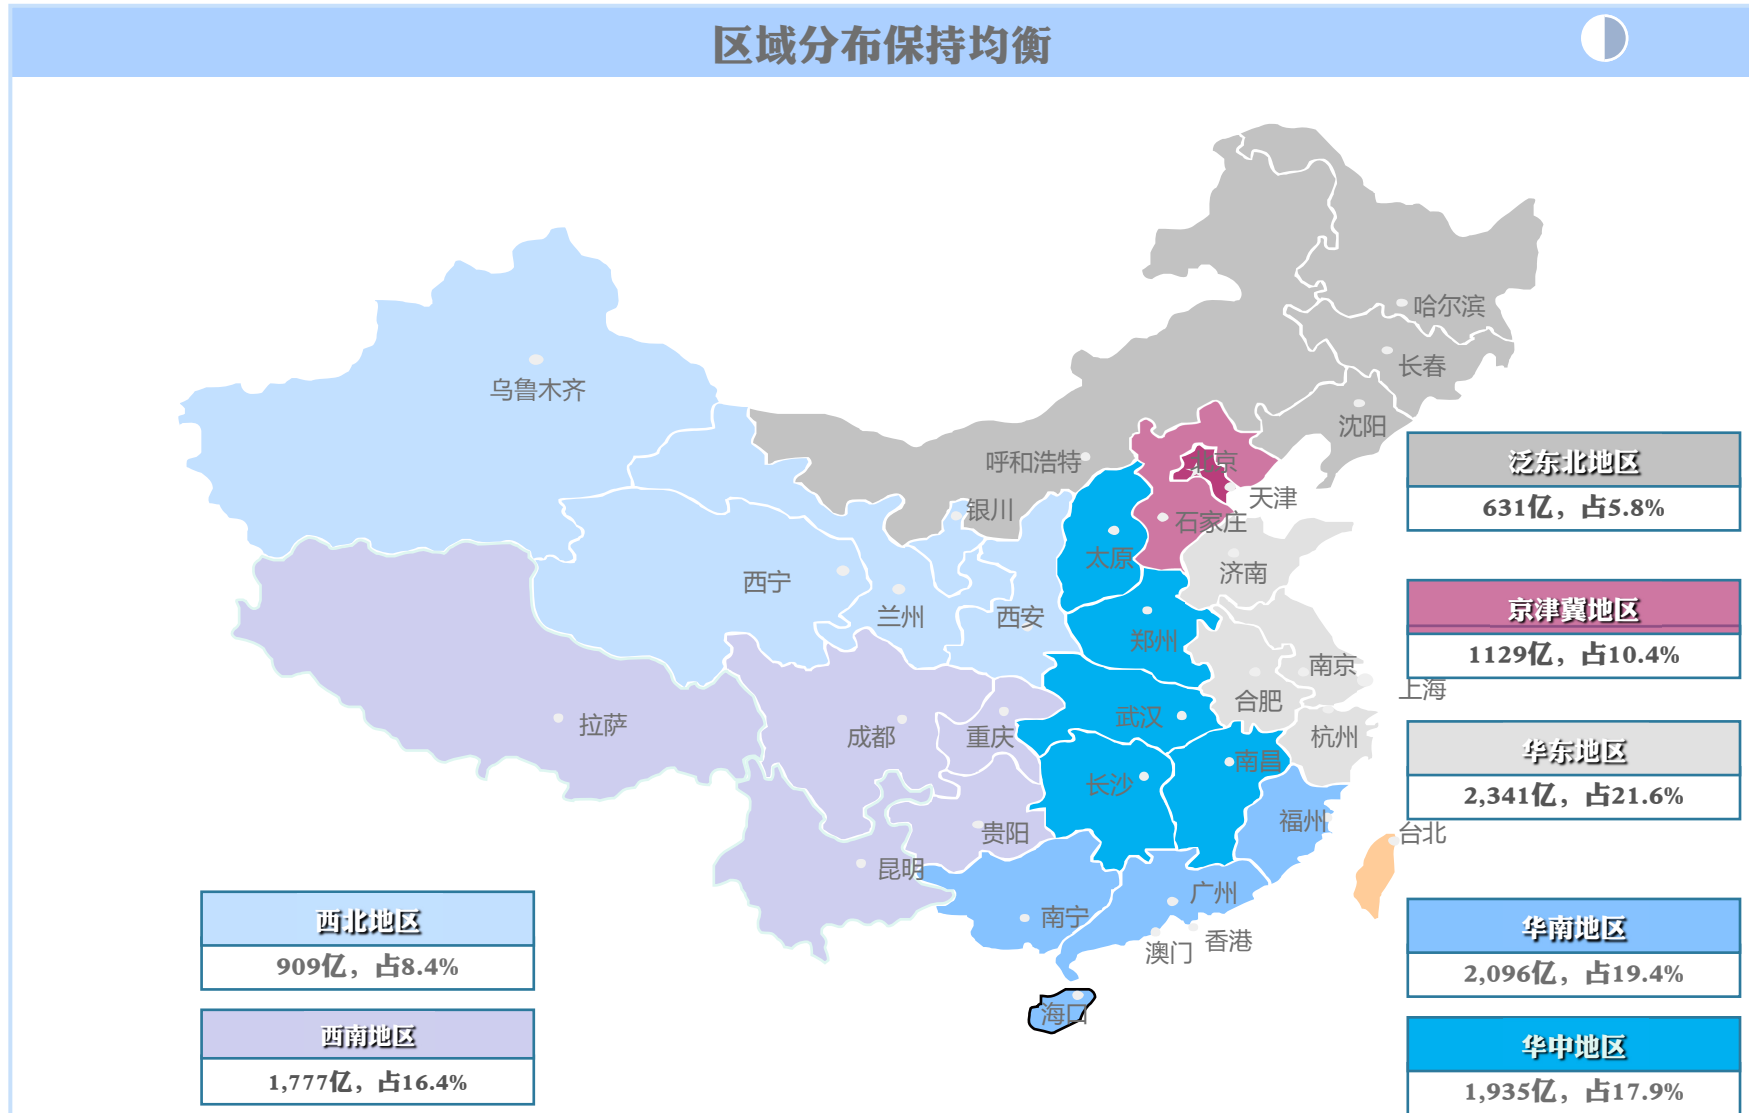 区域分布保持均衡
哈尔滨
长春
乌鲁木齐
沈阳
呼和浩特
北京
泛东北地区
631亿，占5.8%
天津
银川
石家庄
太原
济南
西宁
兰州
西安
京津冀地区
1129亿，占10.4%
郑州
南京
上海
合肥
拉萨
武汉
成都
重庆
杭州
华东地区
2,341亿，占21.6%
南昌
长沙
福州
贵阳
台北
昆明
广州
南宁
香港
澳门
西北地区
909亿，占8.4%
华南地区
2,096亿，占19.4%
海口
西南地区
1,777亿，占16.4%
华中地区
1,935亿，占17.9%